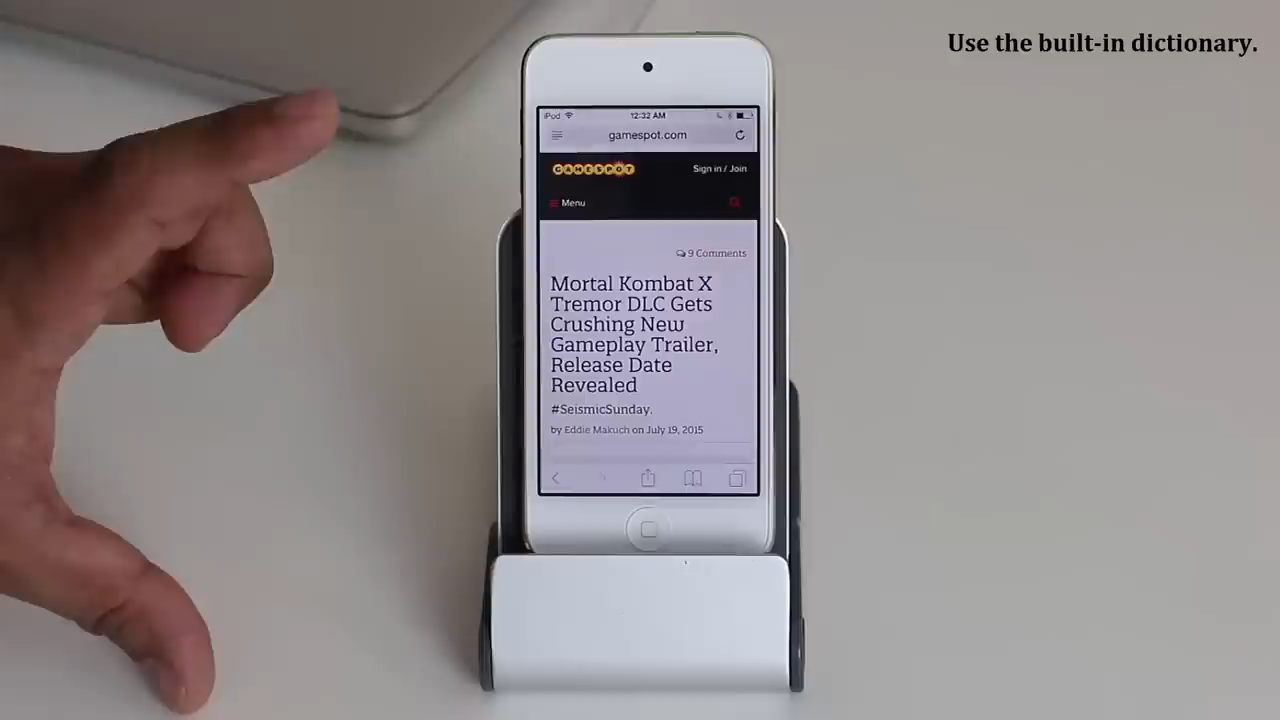 Use the built-in dictionary.
iPod 12:32 AM
gamespot.com
GAMESPOT Sign in / Join
Menu
9 Comments
Mortal Kombat X
Tremor DLC Gets
Crushing New
Gameplay Trailer,
Release Date
Revealed
#SeismicSunday.
by Eddie Makuch on July 19, 2015